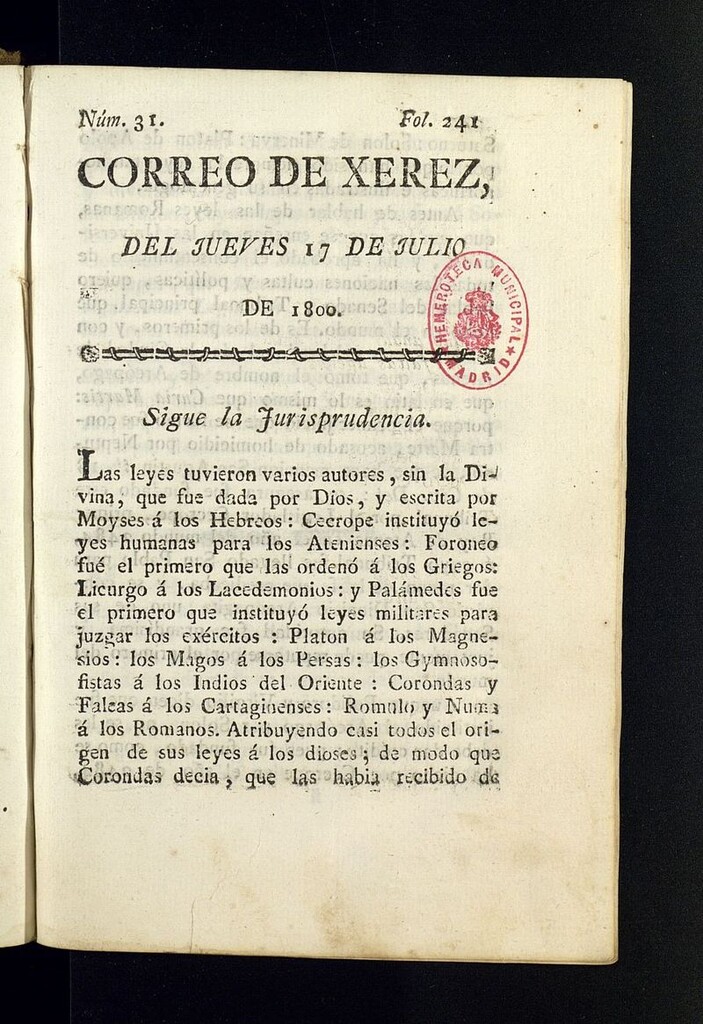 Núm. 31.
Fol. 241
CORREO DE XEREZ,
DEL JUEVES 17 DE JULIO
DE 1800.
HEMEROTECA MUNICIPAL
★ MADRID
Sigue la Jurisprudencia.
Las leyes tuvieron varios autores, sin la Di-
vina, que fue dada por Dios, y escrita por
Moyses á los Hebreos: Cecrope instituyó le-
yes humanas para los Atenienses: Foroneo
fué el primero que las ordenó á los Griegos:
Licurgo á los Lacedemonios: y Palámedes fue
el primero que instituyó leyes militares para
juzgar los exércitos: Platon á los Magne-
sios: los Magos á los Persas: los Gymnoso-
fistas á los Indios del Oriente: Corondas y
Falcas á los Cartaginenses: Romulo y Numa
á los Romanos. Atribuyendo casi todos el ori-
gen de sus leyes á los dioses; de modo que
Corondas decia, que las habia recibido de